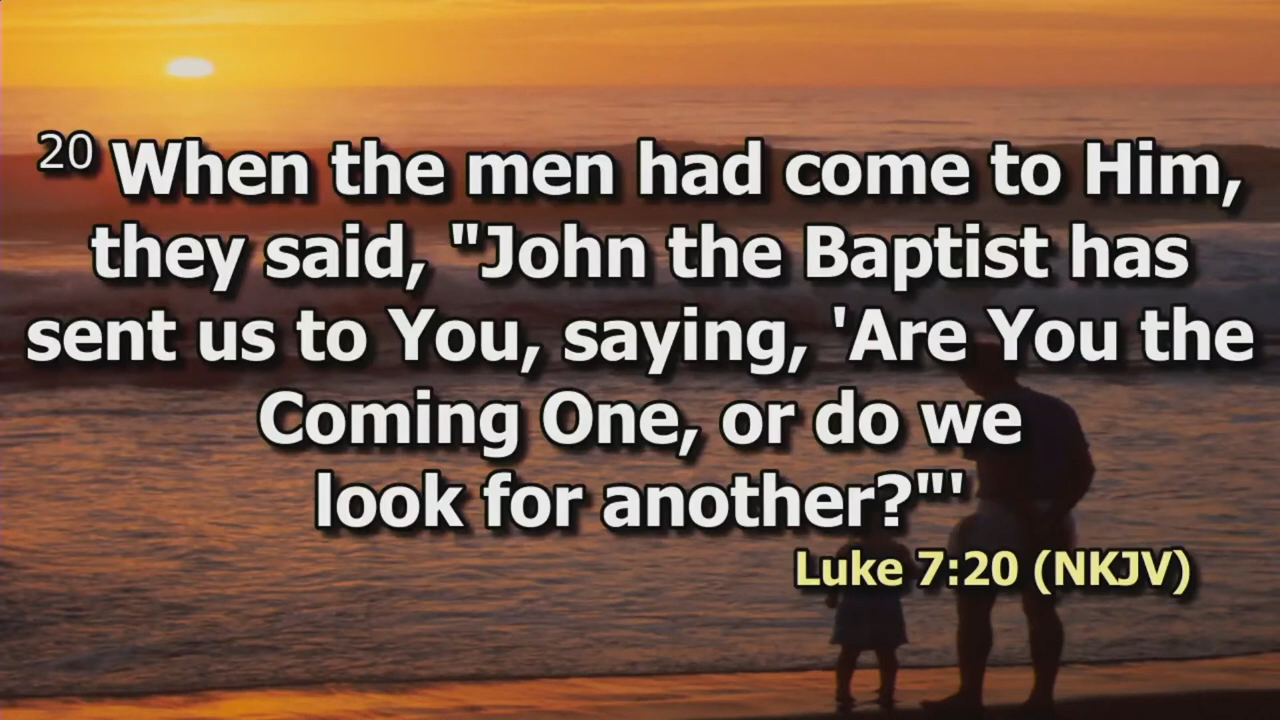 20 When the men had come to Him,
they said, "John the Baptist has
sent us to You, saying, 'Are You the
Coming One, or do we
look for another?"'
Luke 7:20 (NKJV)